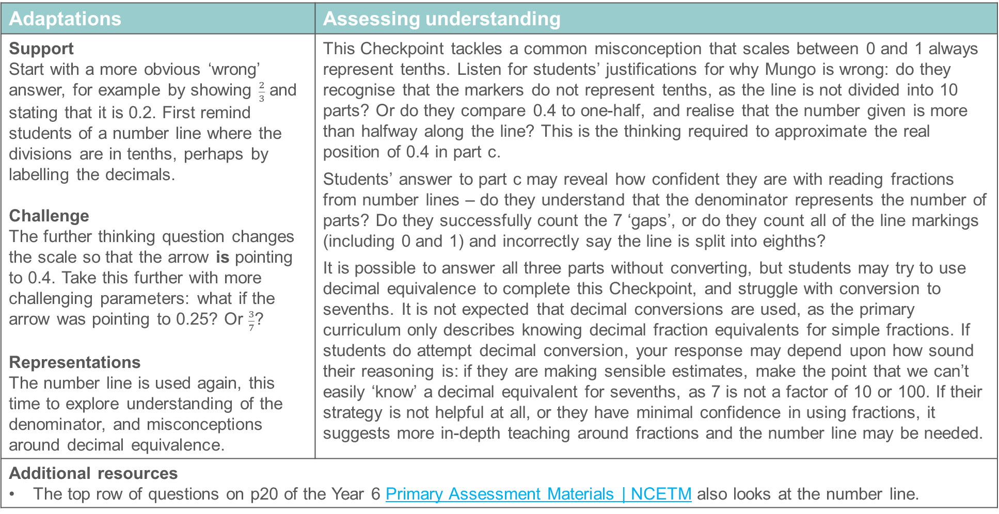 Adaptations
Assessing understanding
Support
Start with a more obvious ‘wrong’
answer, for example by showing 2/3 and
stating that it is 0.2. First remind
students of a number line where the
divisions are in tenths, perhaps by
labelling the decimals.
Challenge
The further thinking question changes
the scale so that the arrow is pointing
to 0.4. Take this further with more
challenging parameters: what if the
arrow was pointing to 0.25? Or 3/7?
Representations
The number line is used again, this
time to explore understanding of the
denominator, and misconceptions
around decimal equivalence.
This Checkpoint tackles a common misconception that scales between 0 and 1 always
represent tenths. Listen for students’ justifications for why Mungo is wrong: do they
recognise that the markers do not represent tenths, as the line is not divided into 10
parts? Or do they compare 0.4 to one-half, and realise that the number given is more
than halfway along the line? This is the thinking required to approximate the real
position of 0.4 in part c.
Students’ answer to part c may reveal how confident they are with reading fractions
from number lines – do they understand that the denominator represents the number of
parts? Do they successfully count the 7 ‘gaps’, or do they count all of the line markings
(including 0 and 1) and incorrectly say the line is split into eighths?
It is possible to answer all three parts without converting, but students may try to use
decimal equivalence to complete this Checkpoint, and struggle with conversion to
sevenths. It is not expected that decimal conversions are used, as the primary
curriculum only describes knowing decimal fraction equivalents for simple fractions. If
students do attempt decimal conversion, your response may depend upon how sound
their reasoning is: if they are making sensible estimates, make the point that we can’t
easily ‘know’ a decimal equivalent for sevenths, as 7 is not a factor of 10 or 100. If their
strategy is not helpful at all, or they have minimal confidence in using fractions, it
suggests more in-depth teaching around fractions and the number line may be needed.
Additional resources
• The top row of questions on p20 of the Year 6 Primary Assessment Materials | NCETM also looks at the number line.